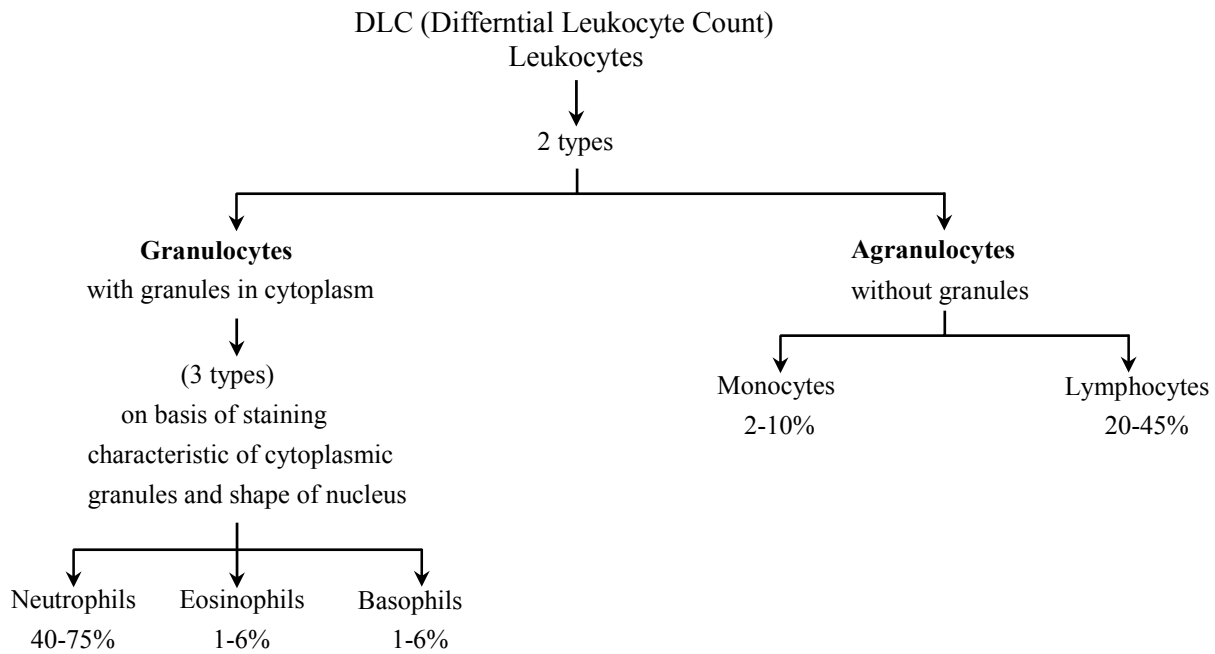 DLC (Differntial Leukocyte Count)
Leukocytes
2 types
Granulocytes
with granules in cytoplasm
(3 types)
on basis of staining
characteristic of cytoplasmic
granules and shape of nucleus
Neutrophils
40-75%
Eosinophils
1-6%
Basophils
1-6%
Agranulocytes
without granules
Monocytes
2-10%
Lymphocytes
20-45%